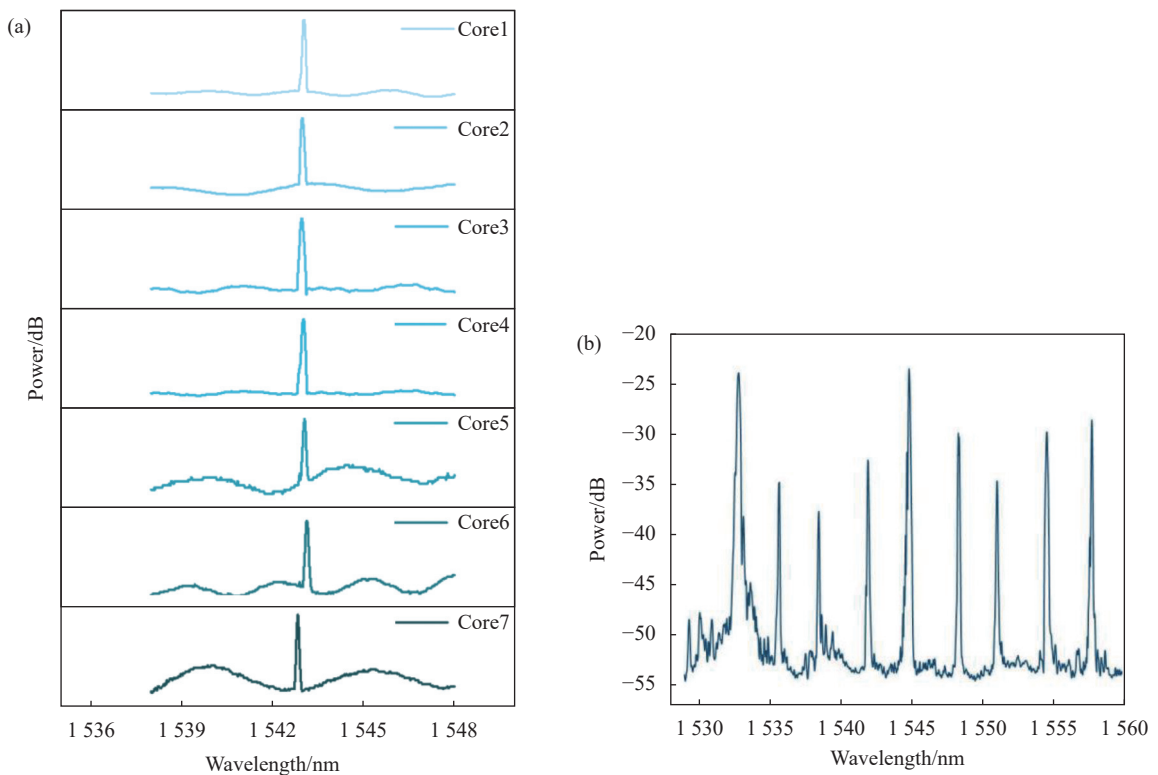 (a)
Core1
Core2
Core3
Core4
Core5
Core6
Core7
Power/dB
1 536 1 539 1 542 1 545 1 548
Wavelength/nm
(b)
−20
−25
−30
−35
−40
−45
−50
−55
Power/dB
1 530 1 535 1 540 1 545 1 550 1 555 1 560
Wavelength/nm